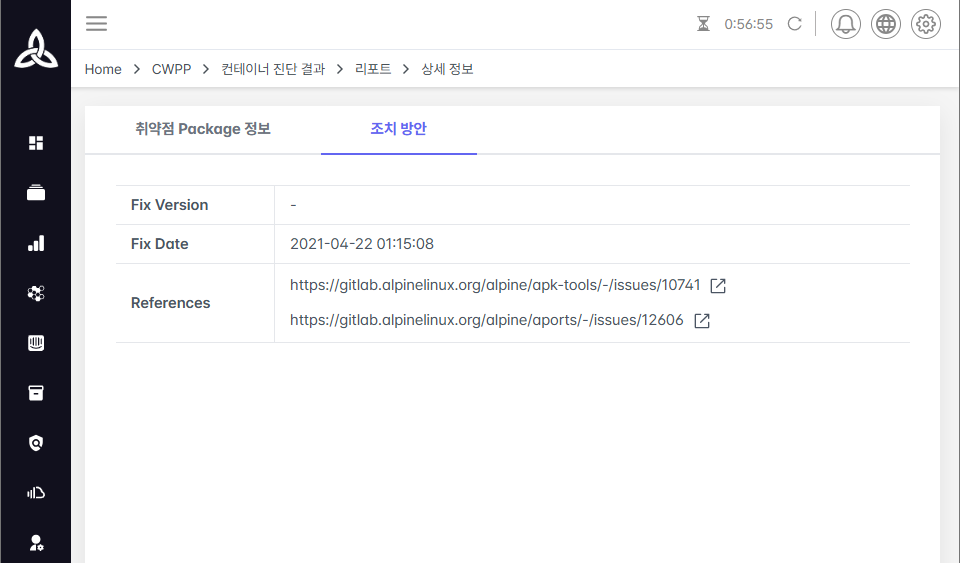 0:56:55
Home > CWPP > 컨테이너 진단 결과 > 리포트 > 상세 정보
취약점 Package 정보 조치 방안
Fix Version -
Fix Date 2021-04-22 01:15:08
References https://gitlab.alpinelinux.org/alpine/apk-tools/-/issues/10741
https://gitlab.alpinelinux.org/alpine/aports/-/issues/12606